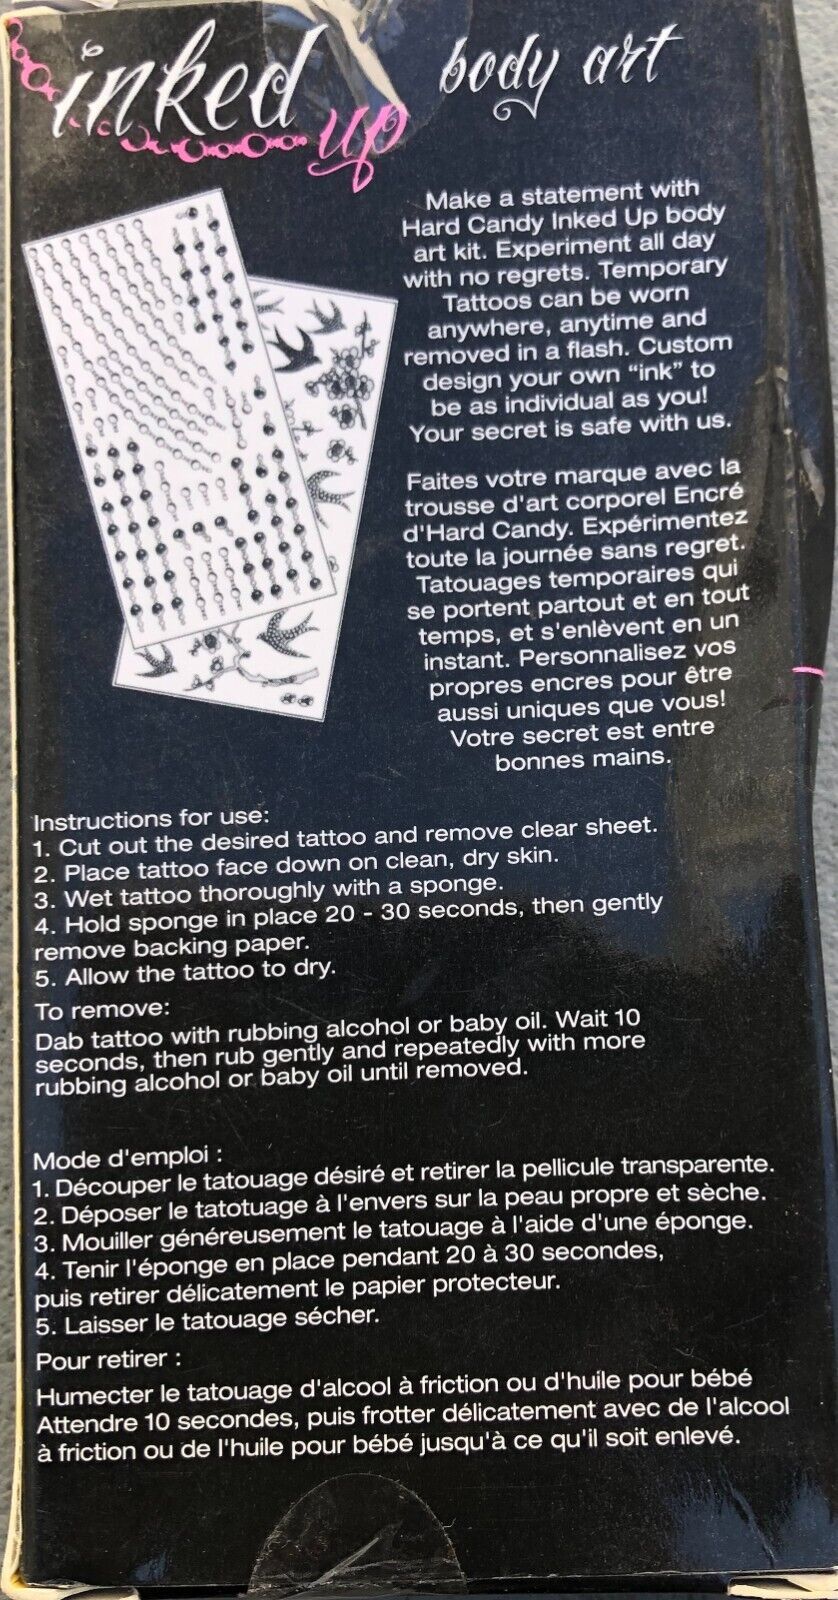 inked up body art
Make a statement with
Hard Candy Inked Up body
art kit. Experiment all day
with no regrets. Temporary
Tattoos can be worn
anywhere, anytime and
removed in a flash. Custom
design your own “ink” to
be as individual as you!
Your secret is safe with us.
Faites votre marque avec la
trousse d'art corporel Encré
d'Hard Candy. Expérimentez
toute la journée sans regret.
Tatouages temporaires qui
se portent partout et en tout
temps, et s'enlèvent en un
instant. Personnalisez vos
propres encres pour être
aussi uniques que vous!
Votre secret est entre
bonnes mains.
Instructions for use:
1. Cut out the desired tattoo and remove clear sheet.
2. Place tattoo face down on clean, dry skin.
3. Wet tattoo thoroughly with a sponge.
4. Hold sponge in place 20 - 30 seconds, then gently
remove backing paper.
5. Allow the tattoo to dry.
To remove:
Dab tattoo with rubbing alcohol or baby oil. Wait 10
seconds, then rub gently and repeatedly with more
rubbing alcohol or baby oil until removed.
Mode d'emploi :
1. Découper le tatouage désiré et retirer la pellicule transparente.
2. Déposer le tatotuage à l'envers sur la peau propre et sèche.
3. Mouiller généreusement le tatouage à l'aide d'une éponge.
4. Tenir l'éponge en place pendant 20 à 30 secondes,
puis retirer délicatement le papier protecteur.
5. Laisser le tatouage sécher.
Pour retirer :
Humecter le tatouage d'alcool à friction ou d'huile pour bébé
Attendre 10 secondes, puis frotter délicatement avec de l'alcool
à friction ou de l'huile pour bébé jusqu'à ce qu'il soit enlevé.